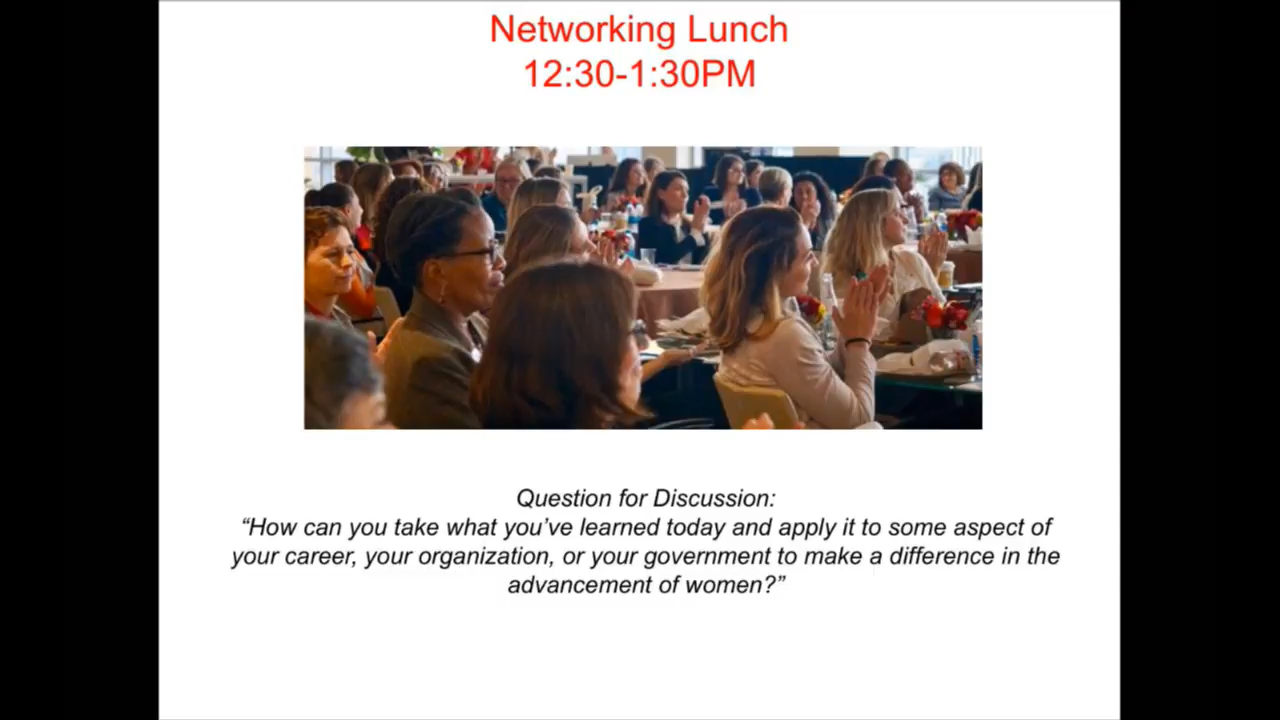 Networking Lunch
12:30-1:30PM
Question for Discussion:
“How can you take what you’ve learned today and apply it to some aspect of
your career, your organization, or your government to make a difference in the
advancement of women?”